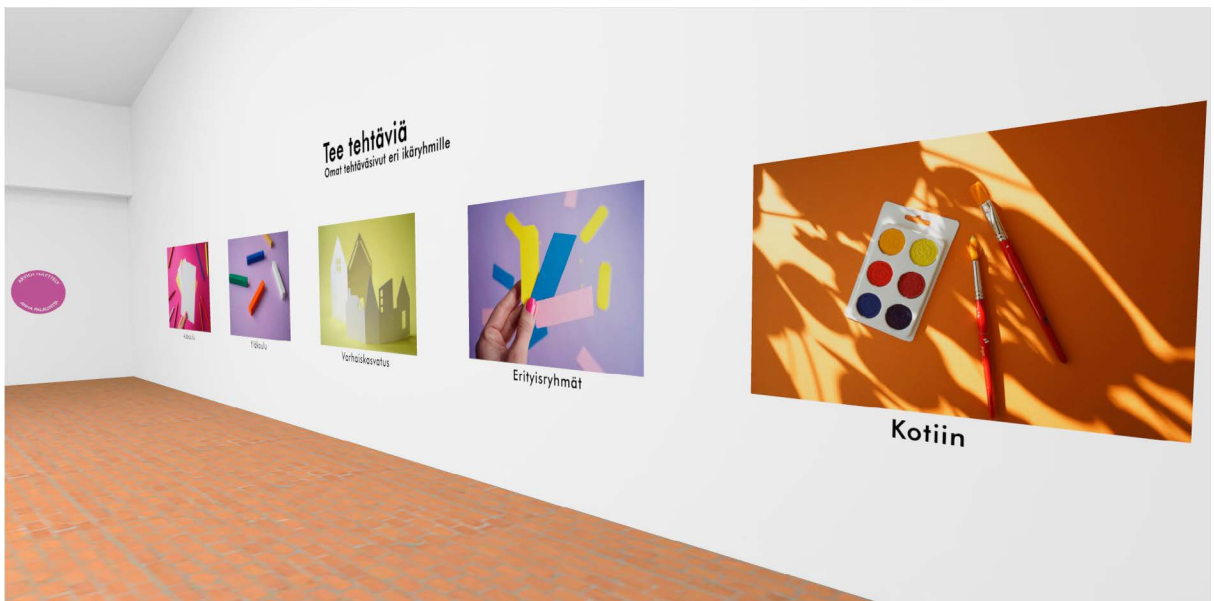 Tee tehtäviä
Omat tehtäväsivut eri ikäryhmille
Yläkoulu
Varhaiskasvatus
Erityisryhmät
Kotiin